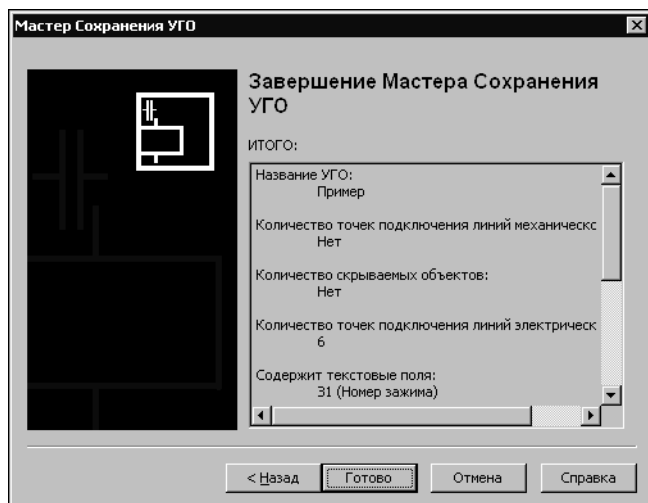 Мастер Сохранения УГО
Завершение Мастера Сохранения
УГО
ИТОГО:
Название УГО:
Пример
Количество точек подключения линий механическс
Нет
Количество скрываемых объектов:
Нет
Количество точек подключения линий электрическ
6
Содержит текстовые поля:
31 (Номер зажима)
< Назад
Готово
Отмена
Справка